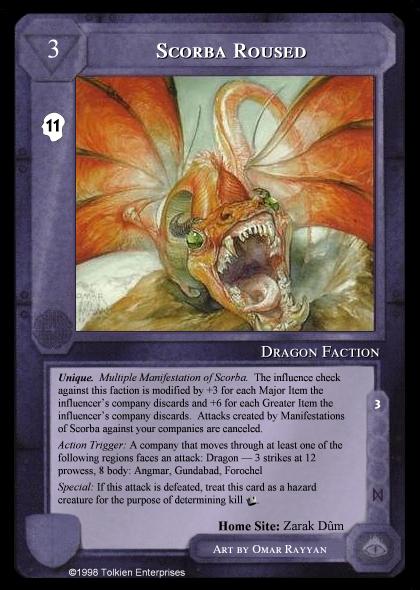 3
SCORBA ROUSED
11
DRAGON FACTION
Unique. Multiple Manifestation of Scorba. The influence check
against this faction is modified by +3 for each Major Item the
influencer's company discards and +6 for each Greater Item the
influencer's company discards. Attacks created by Manifestations
of Scorba against your companies are canceled.
3
Action Trigger: A company that moves through at least one of the
following regions faces an attack: Dragon — 3 strikes at 12
prowess, 8 body: Angmar, Gundabad, Forochel
Special: If this attack is defeated, treat this card as a hazard
creature for the purpose of determining kill
Home Site: Zarak Dûm
ART BY OMAR RAYYAN
©1998 Tolkien Enterprises